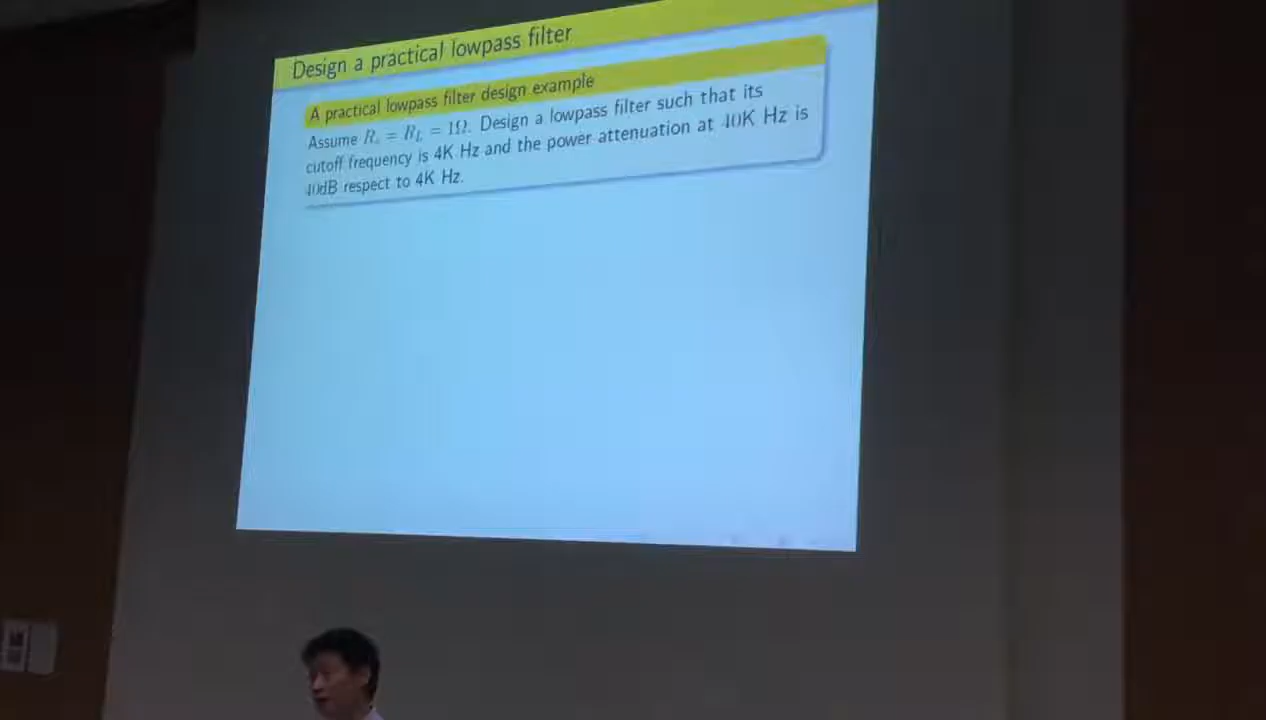 Design a practical lowpass filter
A practical lowpass filter design example
Assume Rₛ = R_L = 1Ω. Design a lowpass filter such that its
cutoff frequency is 4K Hz and the power attenuation at 40K Hz is
40dB respect to 4K Hz.